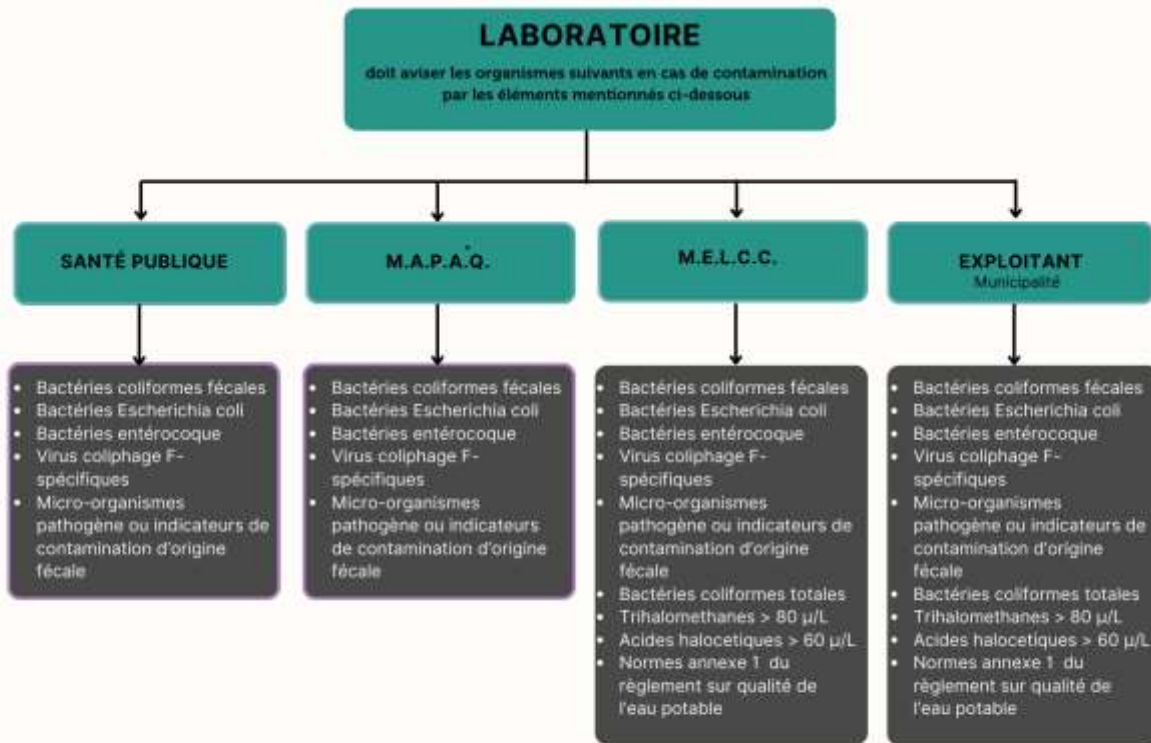 LABORATOIRE
doit aviser les organismes suivants en cas de contamination
par les éléments mentionnés ci-dessous
SANTÉ PUBLIQUE
M.A.P.A.Q.
M.E.L.C.C.
EXPLOITANT
Municipalité
• Bactéries coliformes fécales
• Bactéries Escherichia coli
• Bactéries entérocoque
• Virus coliphage F-
spécifiques
• Micro-organismes
pathogène ou indicateurs de
contamination d'origine
fécale
• Bactéries coliformes fécales
• Bactéries Escherichia coli
• Bactéries entérocoque
• Virus coliphage F-
spécifiques
• Micro-organismes
pathogène ou indicateurs
de contamination d'origine
fécale
• Bactéries coliformes fécales
• Bactéries Escherichia coli
• Bactéries entérocoque
• Virus coliphage F-
spécifiques
• Micro-organismes
pathogène ou indicateurs de
contamination d'origine
fécale
• Bactéries coliformes totales
• Trihalomethanes > 80 µ/L
• Acides halocetiques > 60 µ/L
• Normes annexe 1 du
règlement sur qualité de
l'eau potable
• Bactéries coliformes fécales
• Bactéries Escherichia coli
• Bactéries entérocoque
• Virus coliphage F-
spécifiques
• Micro-organismes
pathogène ou indicateurs de
contamination d'origine
fécale
• Bactéries coliformes totales
• Trihalomethanes > 80 µ/L
• Acides halocetiques > 60 µ/L
• Normes annexe 1 du
règlement sur qualité de
l'eau potable